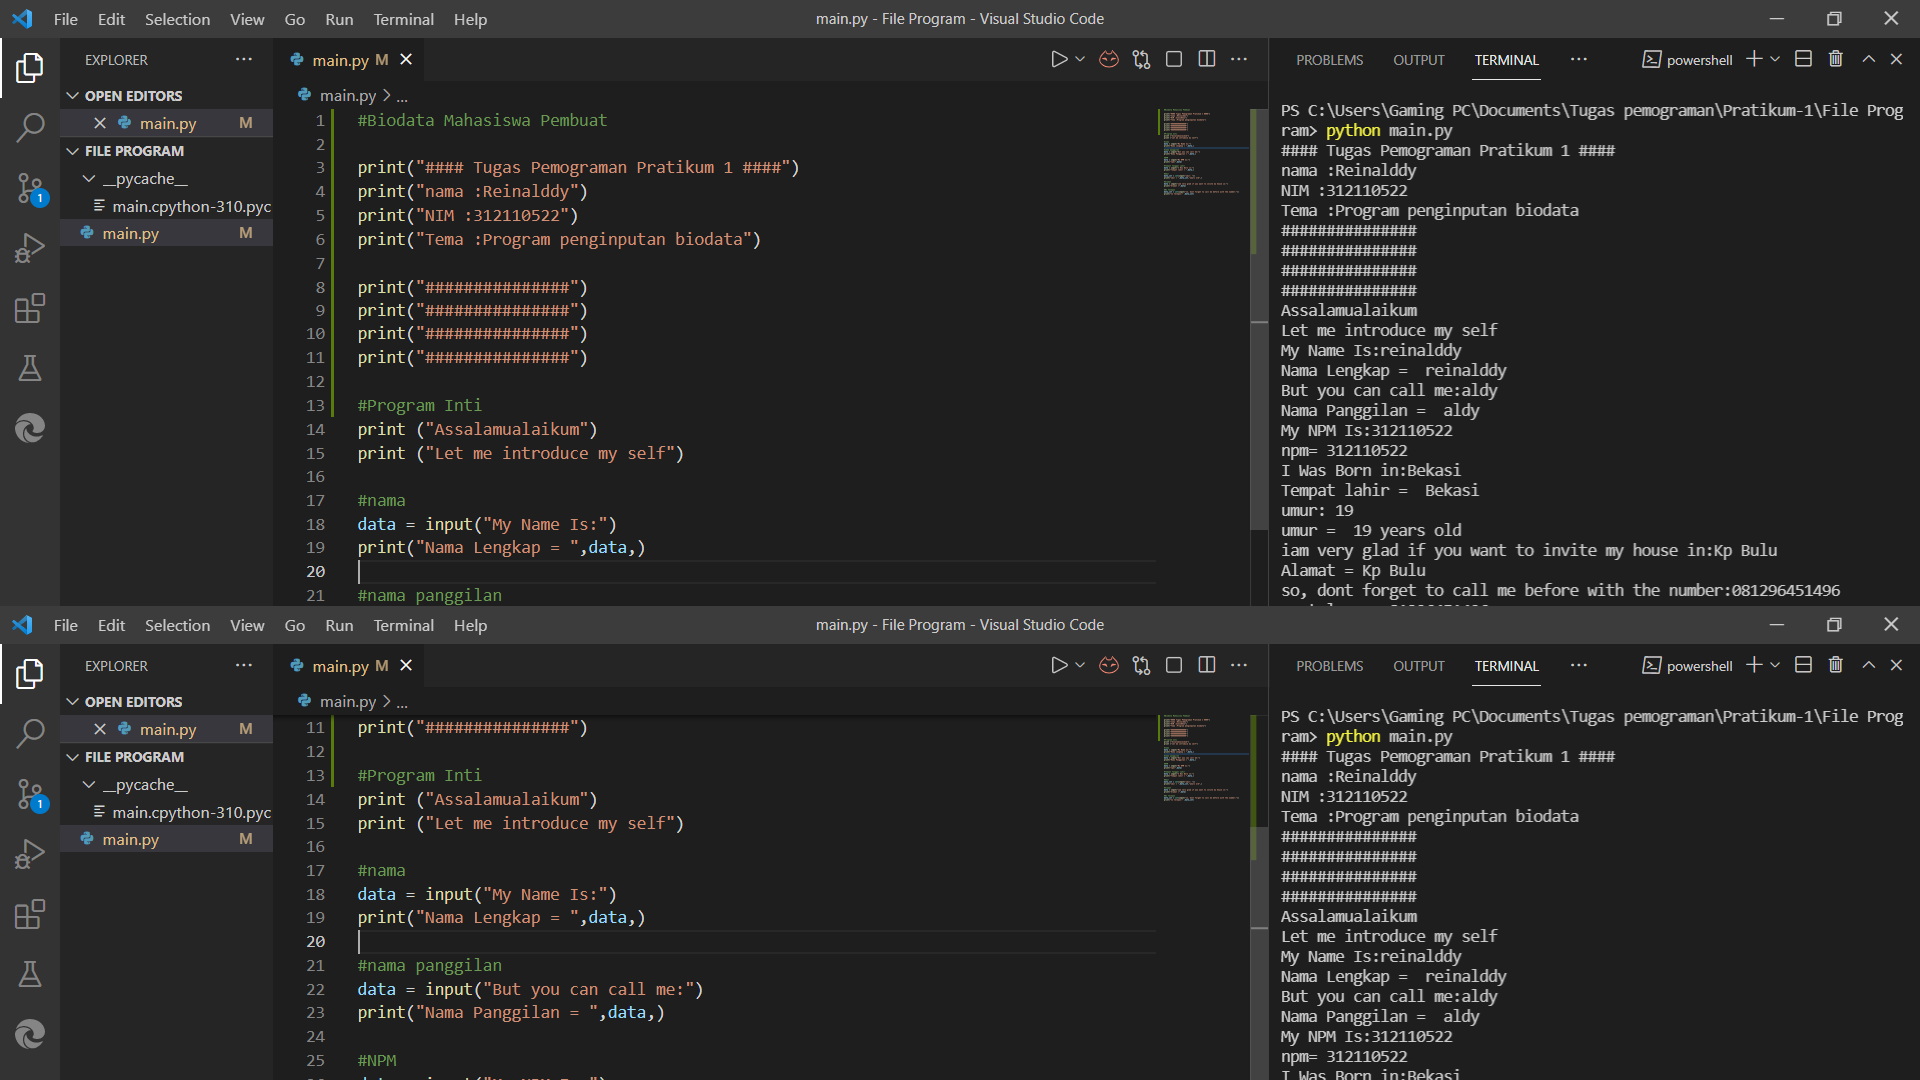 File Edit Selection View Go Run Terminal Help
main.py - File Program - Visual Studio Code
EXPLORER
OPEN EDITORS
main.py M
FILE PROGRAM
__pycache__
main.cpython-310.pyc
main.py M
1
main.py M
main.py > ...
1 #Biodata Mahasiswa Pembuat
2
3 print("#### Tugas Pemograman Pratikum 1 ####")
4 print("nama :Reinalddy")
5 print("NIM :312110522")
6 print("Tema :Program penginputan biodata")
7
8 print("###############")
9 print("###############")
10 print("###############")
11 print("###############")
12
13 #Program Inti
14 print ("Assalamualaikum")
15 print ("Let me introduce my self")
16
17 #nama
18 data = input("My Name Is:")
19 print("Nama Lengkap = ",data,)
20
21 #nama panggilan
PROBLEMS OUTPUT TERMINAL ... powershell
PS C:\Users\Gaming PC\Documents\Tugas pemograman\Pratikum-1\File Prog
ram> python main.py
#### Tugas Pemograman Pratikum 1 ####
nama :Reinalddy
NIM :312110522
Tema :Program penginputan biodata
###############
###############
###############
###############
Assalamualaikum
Let me introduce my self
My Name Is:reinalddy
Nama Lengkap =  reinalddy
But you can call me:aldy
Nama Panggilan =  aldy
My NPM Is:312110522
npm= 312110522
I Was Born in:Bekasi
Tempat lahir =  Bekasi
umur: 19
umur =  19 years old
iam very glad if you want to invite my house in:Kp Bulu
Alamat = Kp Bulu
so, dont forget to call me before with the number:081296451496
File Edit Selection View Go Run Terminal Help
main.py - File Program - Visual Studio Code
EXPLORER
OPEN EDITORS
main.py M
FILE PROGRAM
__pycache__
main.cpython-310.pyc
main.py M
1
main.py M
main.py > ...
11 print("###############")
12
13 #Program Inti
14 print ("Assalamualaikum")
15 print ("Let me introduce my self")
16
17 #nama
18 data = input("My Name Is:")
19 print("Nama Lengkap = ",data,)
20
21 #nama panggilan
22 data = input("But you can call me:")
23 print("Nama Panggilan = ",data,)
24
25 #NPM
PROBLEMS OUTPUT TERMINAL ... powershell
PS C:\Users\Gaming PC\Documents\Tugas pemograman\Pratikum-1\File Prog
ram> python main.py
#### Tugas Pemograman Pratikum 1 ####
nama :Reinalddy
NIM :312110522
Tema :Program penginputan biodata
###############
###############
###############
###############
Assalamualaikum
Let me introduce my self
My Name Is:reinalddy
Nama Lengkap =  reinalddy
But you can call me:aldy
Nama Panggilan =  aldy
My NPM Is:312110522
npm= 312110522
I Was Born in:Bekasi